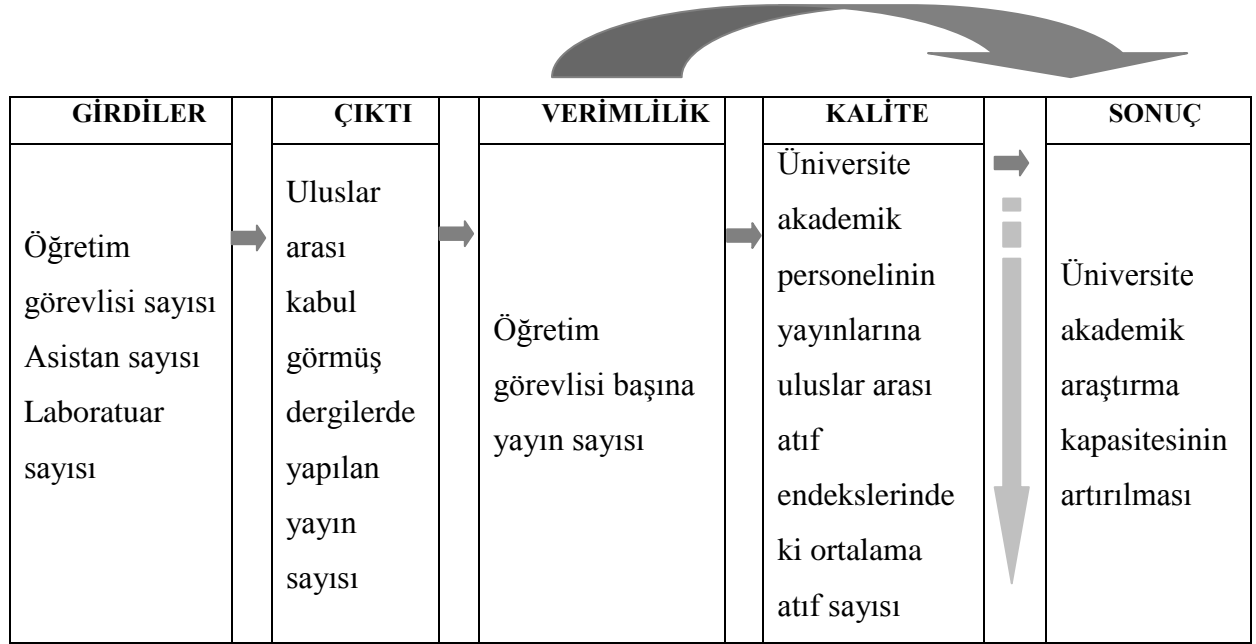 GİRDİLER
ÇIKTI
VERİMLİLİK
KALİTE
SONUÇ
Öğretim
görevlisi sayısı
Asistan sayısı
Laboratuar
sayısı
Uluslar
arası
kabul
görmüş
dergilerde
yapılan
yayın
sayısı
Öğretim
görevlisi başına
yayın sayısı
Üniversite
akademik
personelinin
yayınlarına
uluslar arası
atıf
endekslerinde
ki ortalama
atıf sayısı
Üniversite
akademik
araştırma
kapasitesinin
artırılması